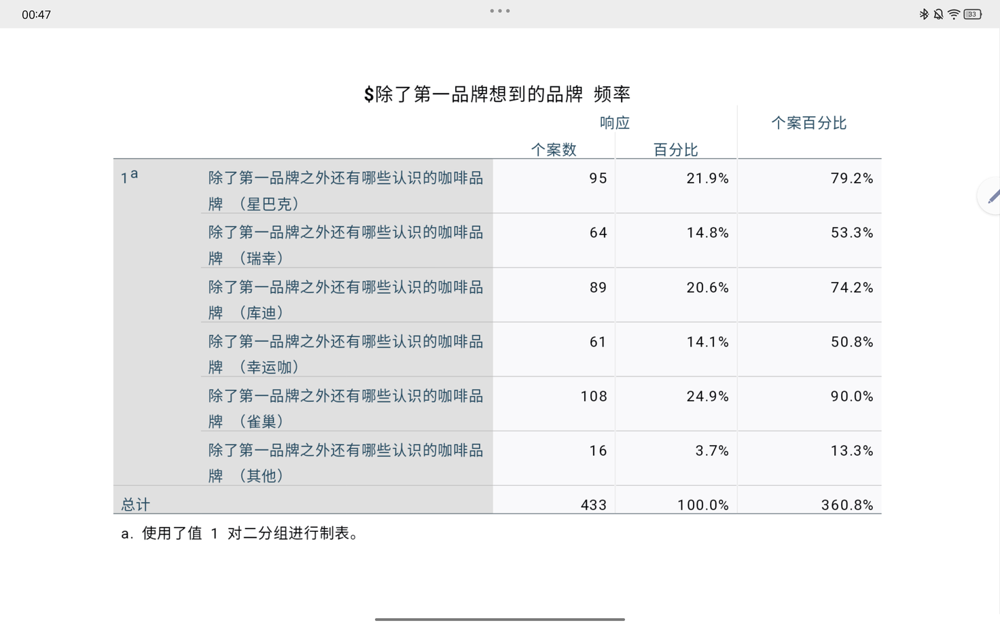 00:47
33
$除了第一品牌想到的品牌 频率
响应 个案百分比
个案数 百分比
1a 除了第一品牌之外还有哪些认识的咖啡品 95 21.9% 79.2%
牌 （星巴克）
除了第一品牌之外还有哪些认识的咖啡品 64 14.8% 53.3%
牌 （瑞幸）
除了第一品牌之外还有哪些认识的咖啡品 89 20.6% 74.2%
牌 （库迪）
除了第一品牌之外还有哪些认识的咖啡品 61 14.1% 50.8%
牌 （幸运咖）
除了第一品牌之外还有哪些认识的咖啡品 108 24.9% 90.0%
牌 （雀巢）
除了第一品牌之外还有哪些认识的咖啡品 16 3.7% 13.3%
牌 （其他）
总计 433 100.0% 360.8%
a. 使用了值 1 对二分组进行制表。